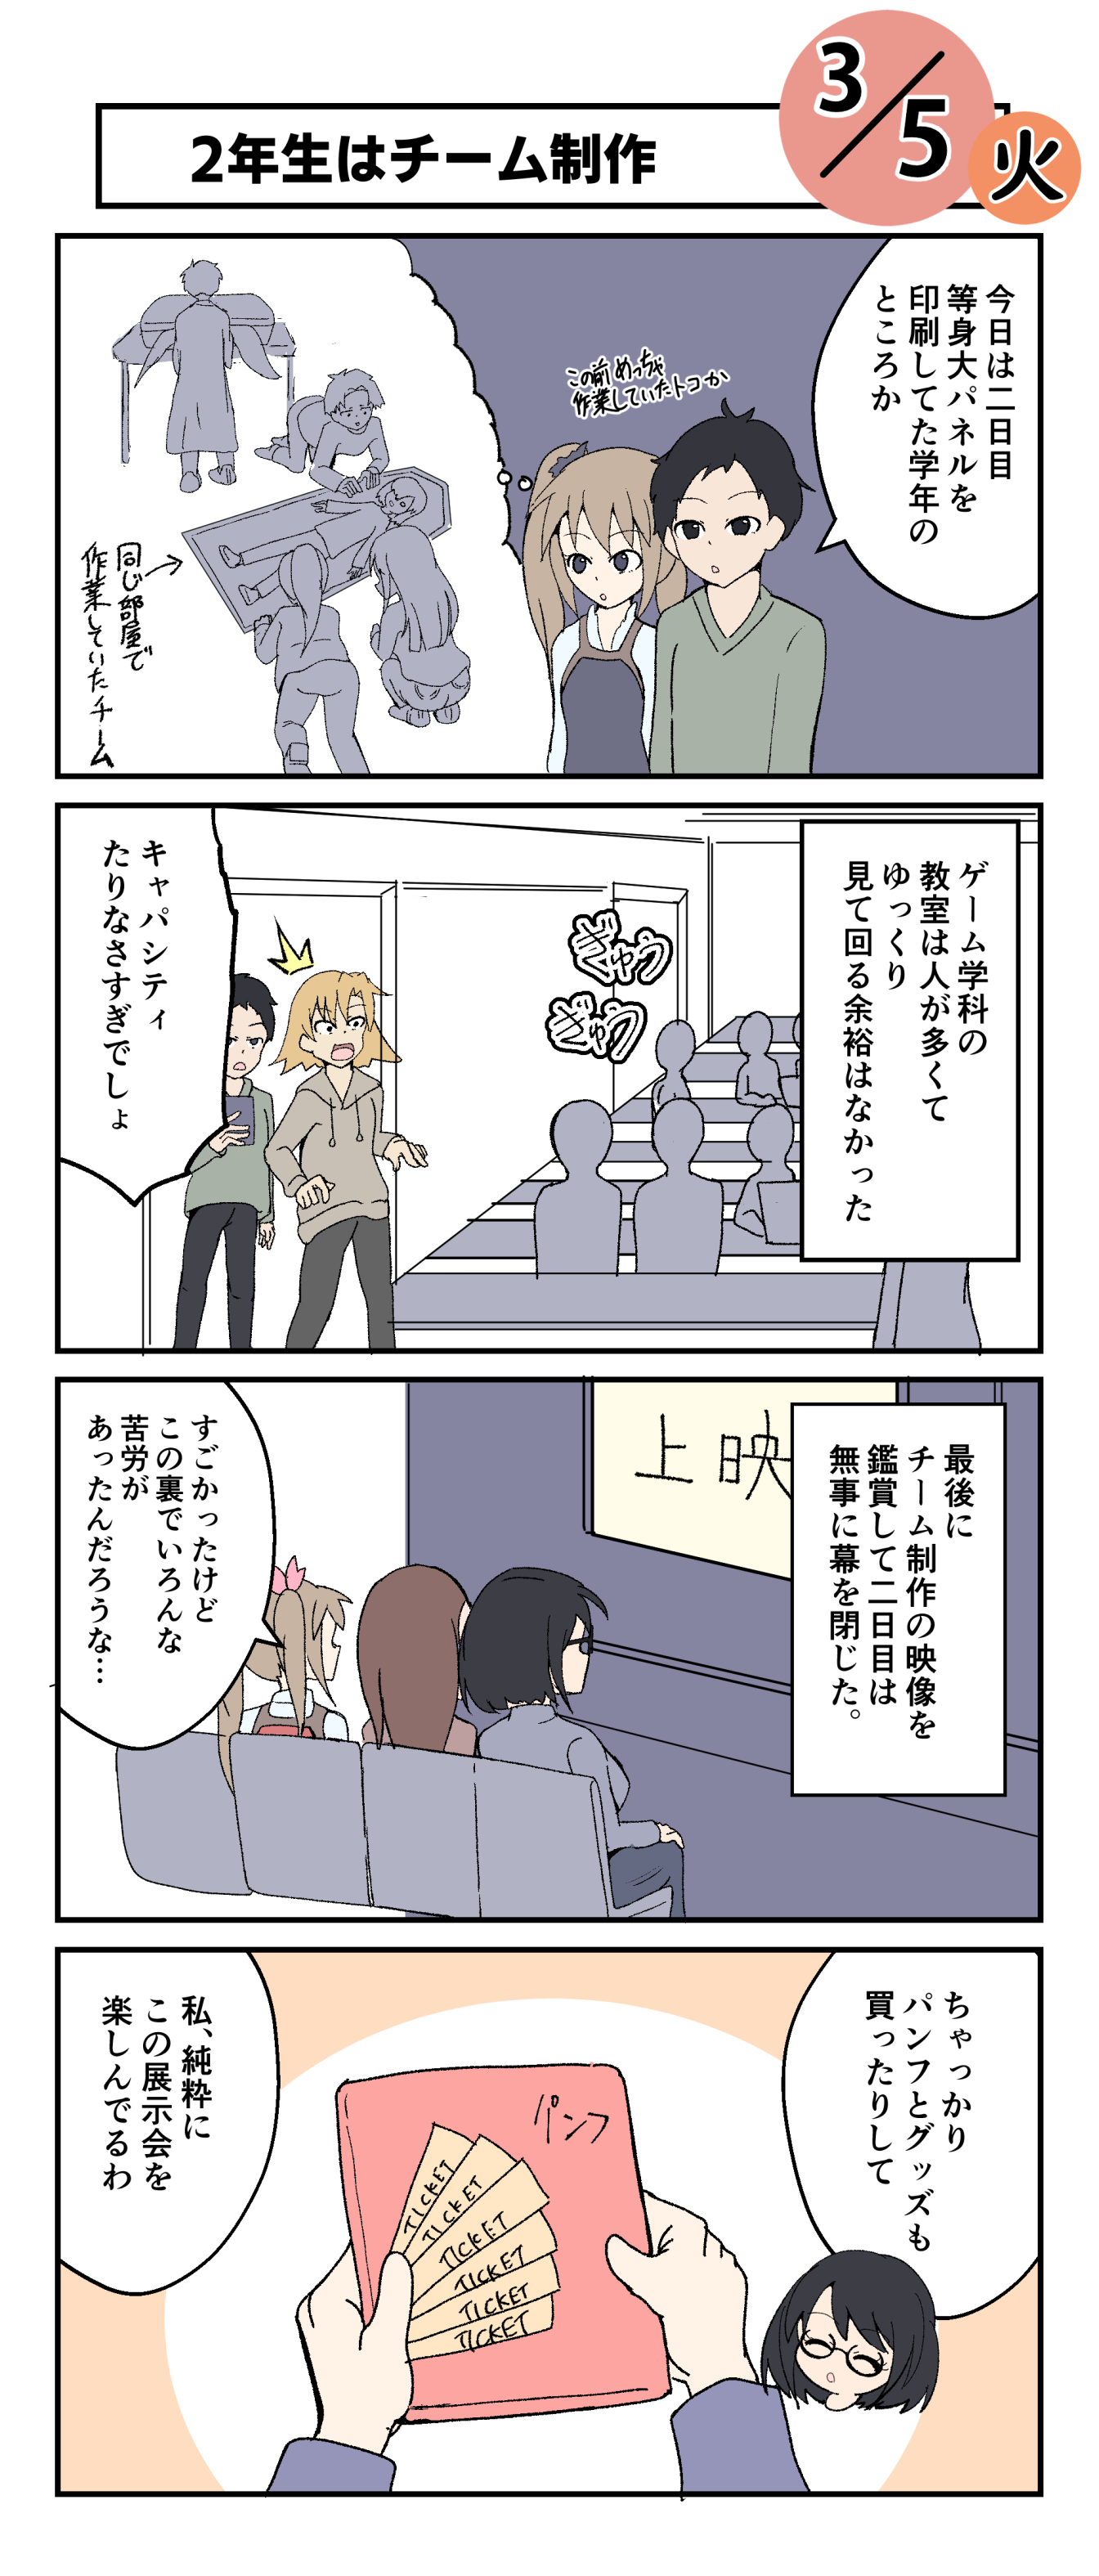 3/5
火
2年生はチーム制作
今日は二日目
等身大パネルを
印刷してた学年の
ところか
この前めっちゃ
作業していたトコか
同じ部屋で
作業していたチーム
ゲーム学科の
教室は人が多くて
ゆっくり
見て回る余裕はなかった
ぎゅう
ぎゅう
キャパシティ
たりなさすぎでしょ
最後に
チーム制作の映像を
鑑賞して二日目は
無事に幕を閉じた。
上映
すごかったけど
この裏でいろんな
苦労が
あったんだろうな…
ちゃっかり
パンフとグッズも
買ったりして
パンフ
TICKET
TICKET
TICKET
TICKET
TICKET
TICKET
私、純粋に
この展示会を
楽しんでるわ